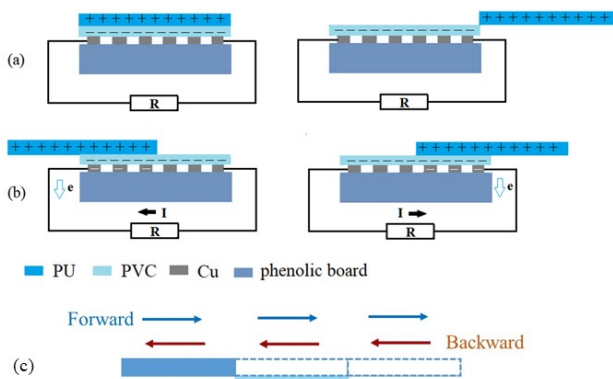 + + + + + + + + + + +
− − − − − − − − − − −
(a)
R
+ + + + + + + + + + +
− − − − − − − − − − −
R
+ + + + + + + + + + +
− − − − − − − − − − −
(b)
e
I
R
+ + + + + + + + + + +
− − − − − − − − − − −
e
I
R
PU PVC Cu phenolic board
Forward
Backward
(c)